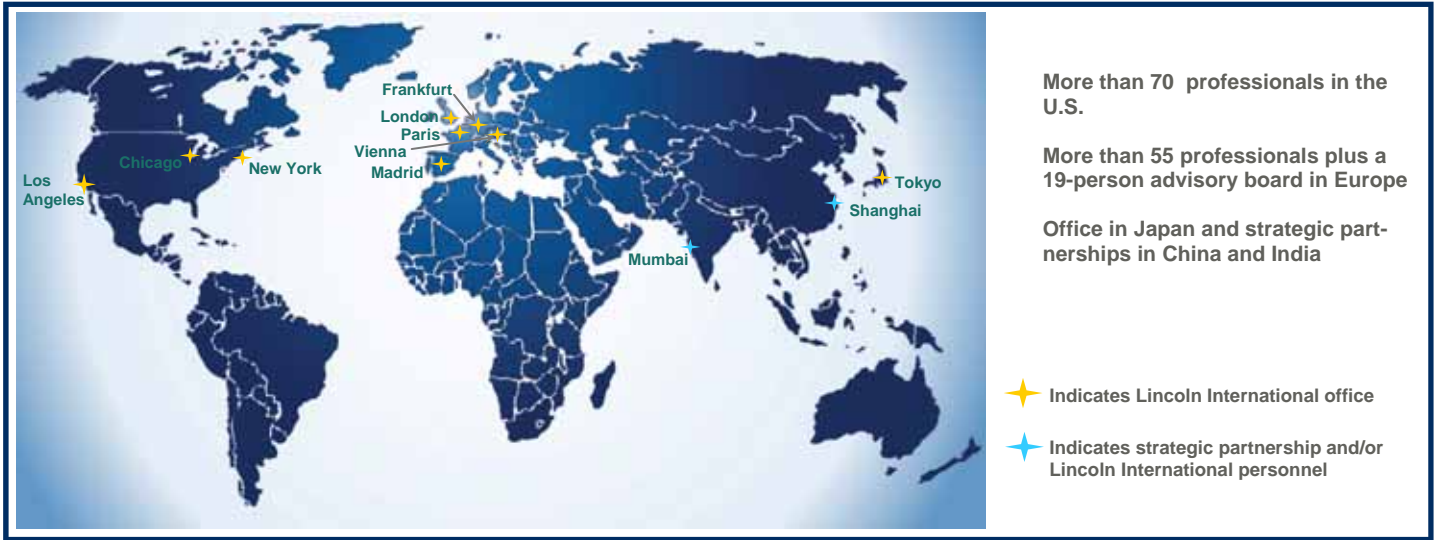 Frankfurt
London
Paris
Vienna
Madrid
Chicago
New York
Los
Angeles
Tokyo
Shanghai
Mumbai
More than 70 professionals in the
U.S.
More than 55 professionals plus a
19-person advisory board in Europe
Office in Japan and strategic part-
nerships in China and India
Indicates Lincoln International office
Indicates strategic partnership and/or
Lincoln International personnel